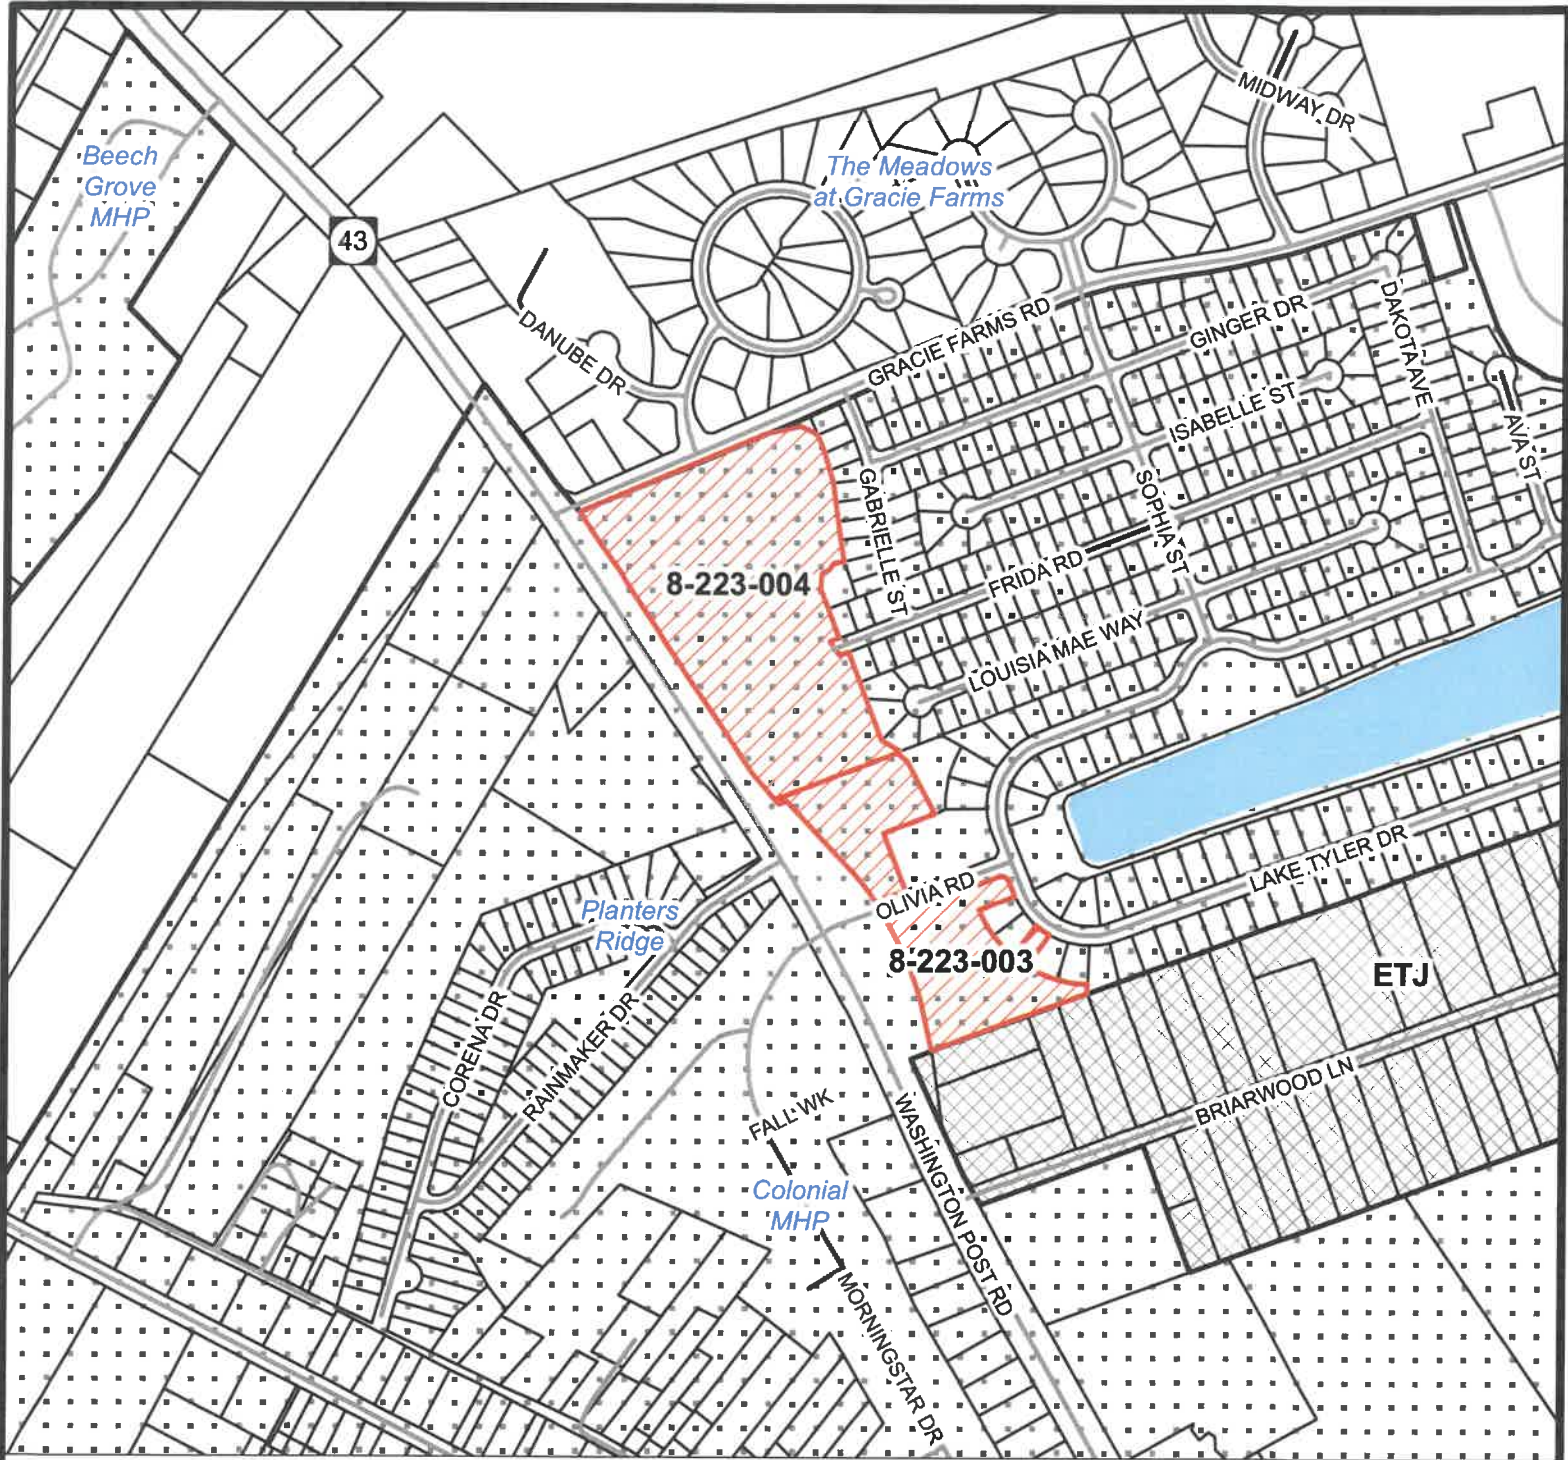 MIDWAY DR
Beech
Grove
MHP
The Meadows
at Gracie Farms
43
DANUBE DR
GRACIE FARMS RD
GINGER DR
DAKOTA AVE
ISABELLE ST
AVA ST
GABRIELLE ST
SOPHIA ST
8-223-004
FRIDA RD
LOUISIA MAE WAY
LAKE TYLER DR
OLIVIA RD
Planters
Ridge
8-223-003
ETJ
CORENA DR
RAINMAKER DR
BRIARWOOD LN
FALL WK
WASHINGTON POST RD
Colonial
MHP
MORNINGSTAR DR